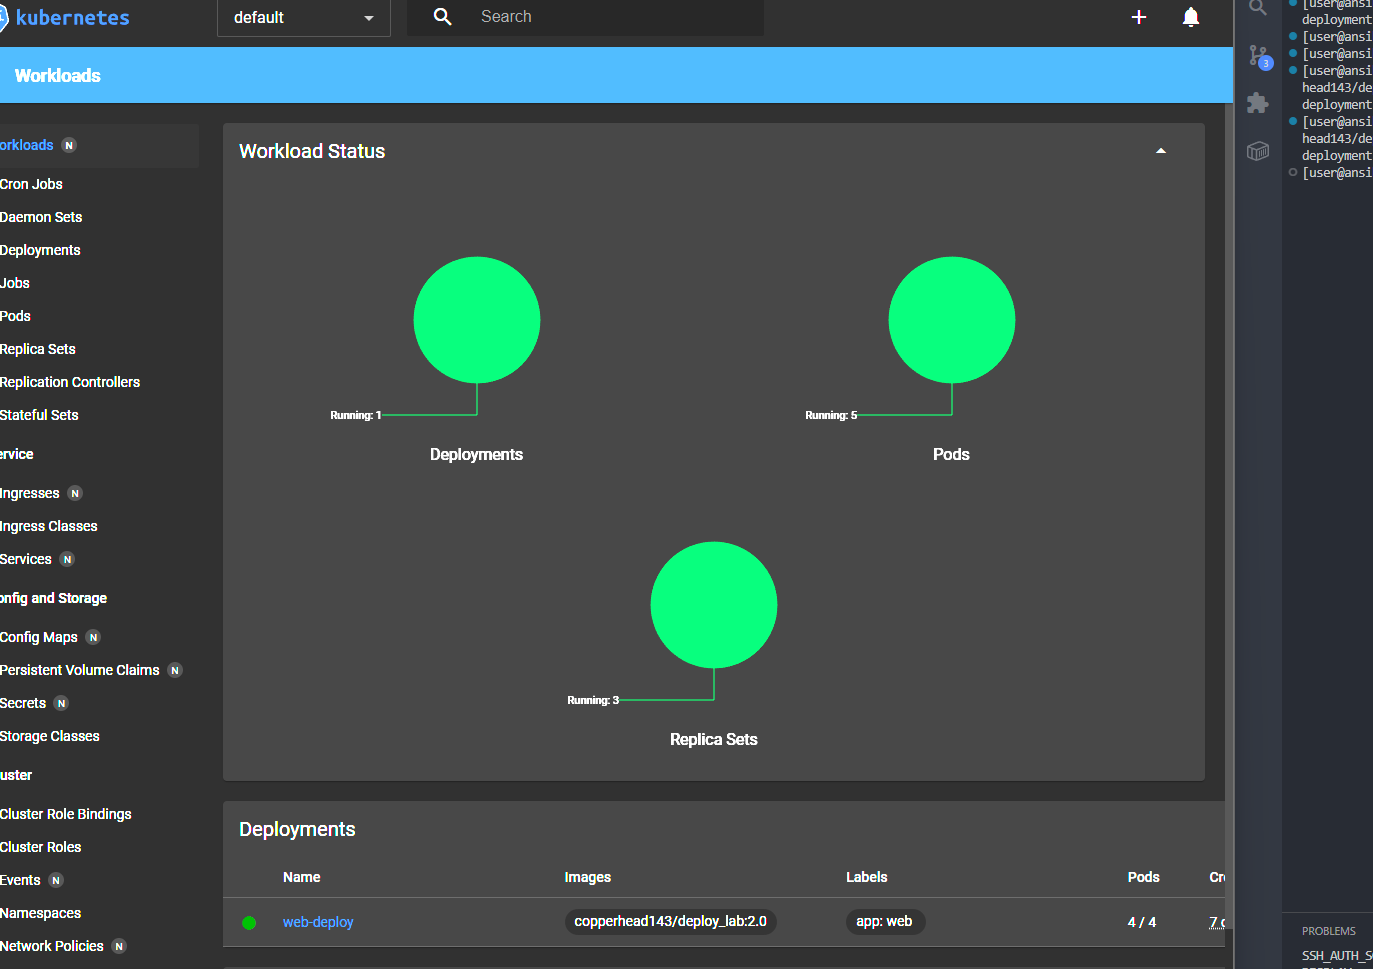 kubernetes
default
Search
Workloads
orkloads N
Cron Jobs
Daemon Sets
Deployments
Jobs
Pods
Replica Sets
Replication Controllers
Stateful Sets
ervice
Ingresses N
Ingress Classes
Services N
onfig and Storage
Config Maps N
Persistent Volume Claims N
Secrets N
Storage Classes
uster
Cluster Role Bindings
Cluster Roles
Events N
Namespaces
Network Policies N
Workload Status
Running: 1
Deployments
Running: 5
Pods
Running: 3
Replica Sets
Deployments
Name Images Labels Pods Cre
web-deploy copperhead143/deploy_lab:2.0 app: web 4 / 4 7 d
3
[user@ansi
deployment
[user@ansi
[user@ansi
[user@ansi
head143/de
deployment
[user@ansi
head143/de
deployment
[user@ansi
PROBLEMS
SSH_AUTH_S